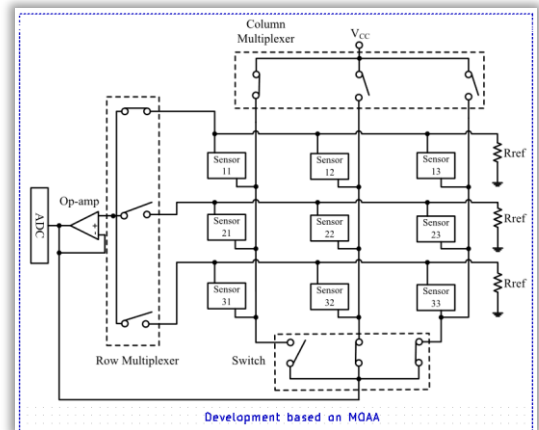 Column
Multiplexer
VCC
Sensor
11
Sensor
12
Sensor
13
Rref
Op-amp
ADC
+
-
Sensor
21
Sensor
22
Sensor
23
Rref
Sensor
31
Sensor
32
Sensor
33
Rref
Row Multiplexer
Switch
Development based on MQAA